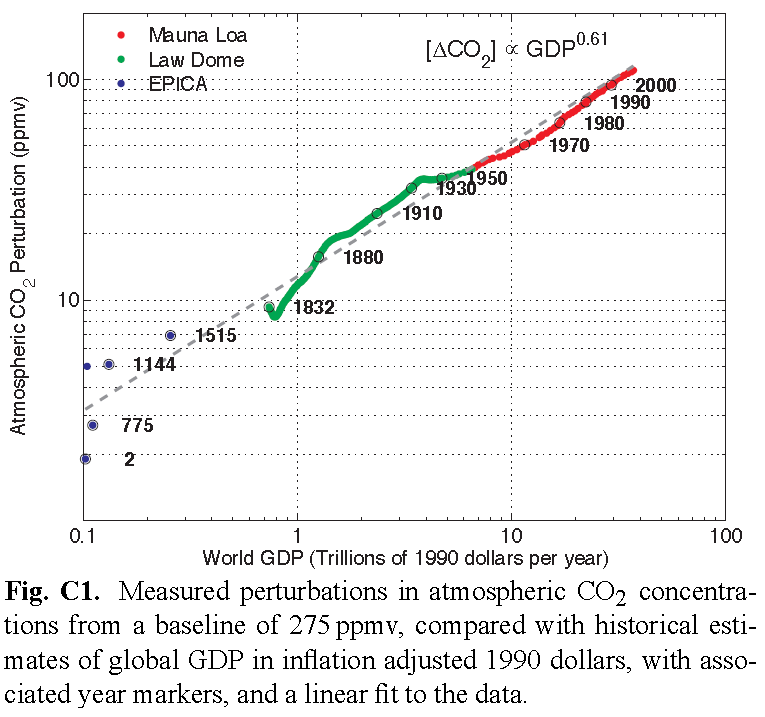 Mauna Loa
Law Dome
EPICA
[ΔCO₂] ∝ GDP^0.61
Atmospheric CO₂ Perturbation (ppmv)
100
10
2000
1990
1980
1970
1950
1930
1910
1880
1832
1515
1144
775
2
0.1
1
10
100
World GDP (Trillions of 1990 dollars per year)
Fig. C1. Measured perturbations in atmospheric CO₂ concentra-
tions from a baseline of 275 ppmv, compared with historical esti-
mates of global GDP in inflation adjusted 1990 dollars, with asso-
ciated year markers, and a linear fit to the data.